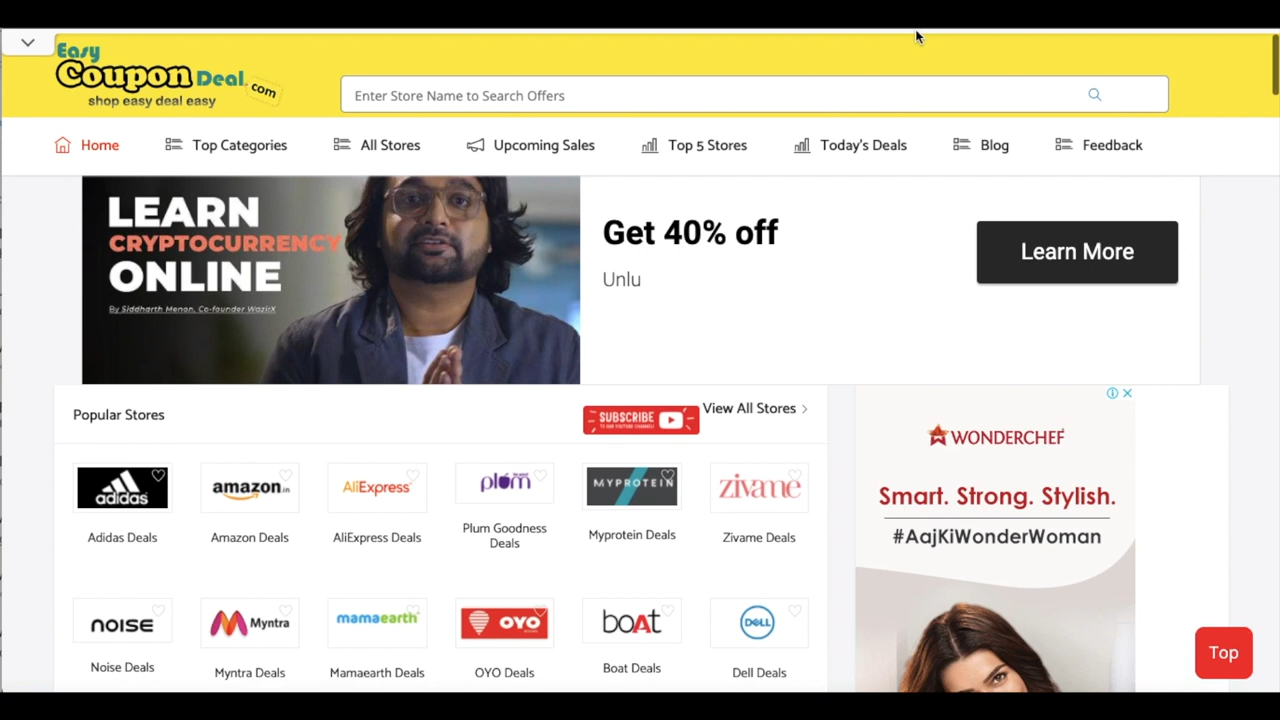 Easy
Coupon Deal.com
shop easy deal easy
Enter Store Name to Search Offers
Home Top Categories All Stores Upcoming Sales Top 5 Stores Today's Deals Blog Feedback
LEARN
CRYPTOCURRENCY
ONLINE
By Siddharth Menon, Co-founder WazirX
Get 40% off
Unlu
Learn More
Popular Stores
SUBSCRIBE
TO OUR YOUTUBE CHANNEL
View All Stores
adidas
amazon.in
AliExpress
plum
MYPROTEIN
zivame
Adidas Deals
Amazon Deals
AliExpress Deals
Plum Goodness
Deals
Myprotein Deals
Zivame Deals
noise
Myntra
mamaearth
OYO
boAt
DELL
Noise Deals
Myntra Deals
Mamaearth Deals
OYO Deals
Boat Deals
Dell Deals
WONDERCHEF
Smart. Strong. Stylish.
#AajKiWonderWoman
Top